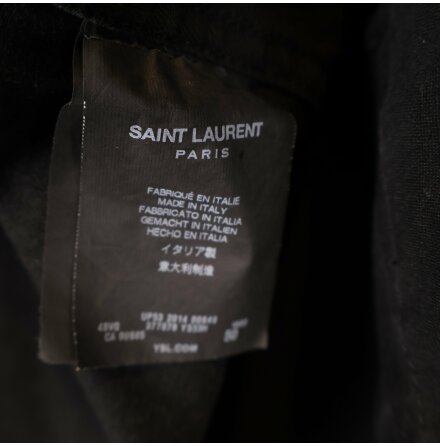 SAINT LAURENT
PARIS
FABRIQUÉ EN ITALIE
MADE IN ITALY
FABBRICATO IN ITALIA
GEMACHT IN ITALIEN
HECHO EN ITALIA
イタリア製
意大利制造
2014
YSL.COM